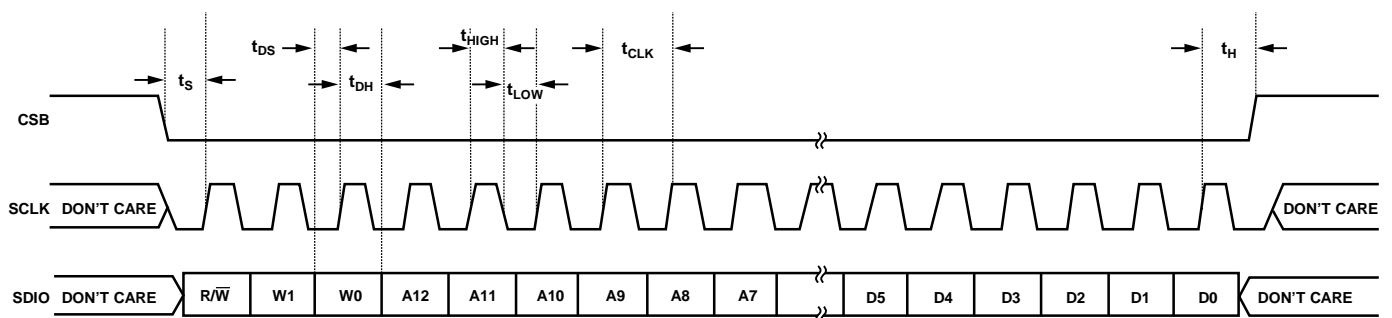 tDS
tHIGH
tCLK
tH
tS
tDH
tLOW
CSB
SCLK DON'T CARE
DON'T CARE
SDIO DON'T CARE R/W̅ W1 W0 A12 A11 A10 A9 A8 A7 D5 D4 D3 D2 D1 D0 DON'T CARE